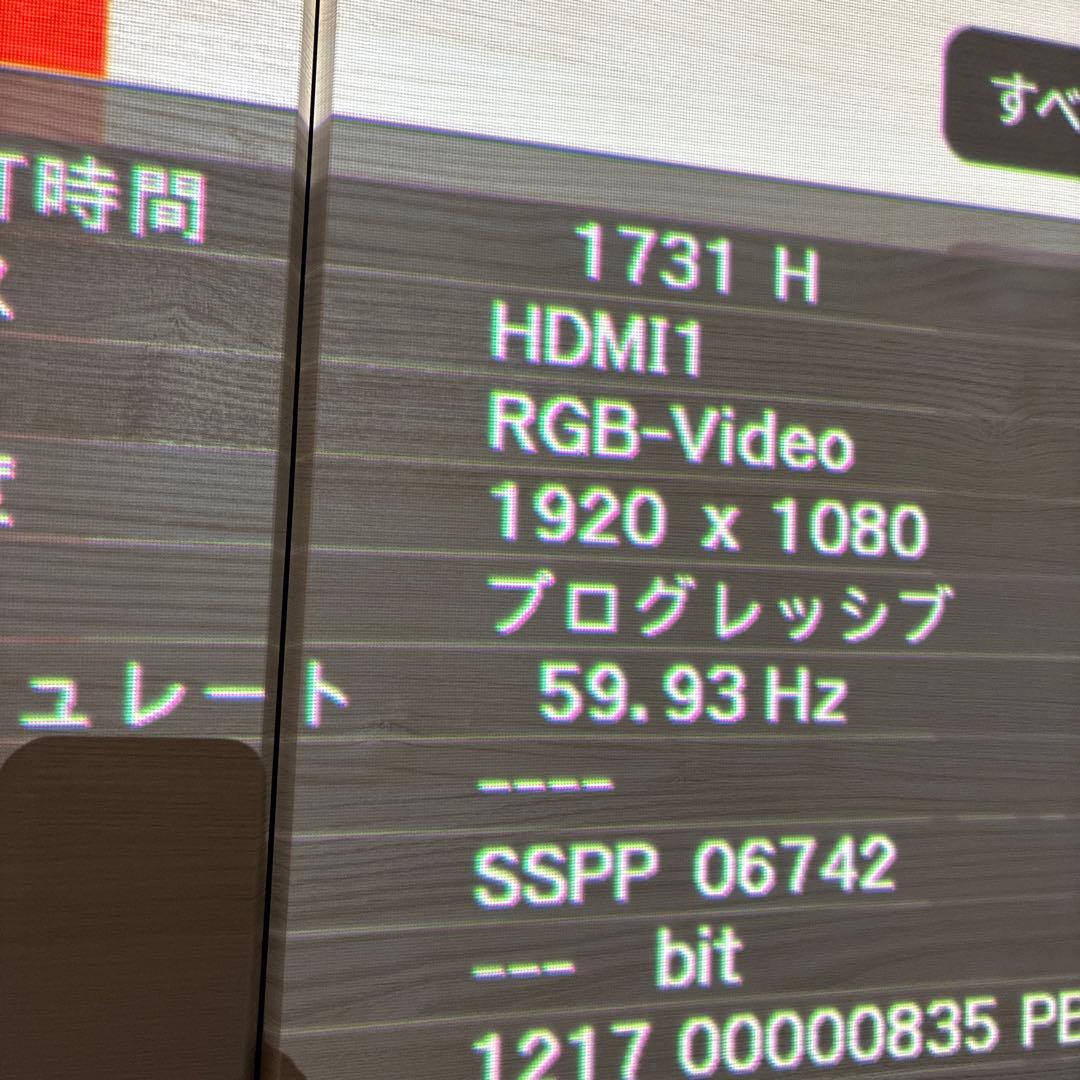 すべ
時間 1731 H
HDMI1
RGB-Video
1920 x 1080
プログレッシブ
ュレート 59.93 Hz
----
SSPP 06742
--- bit
1217 00000835 PE